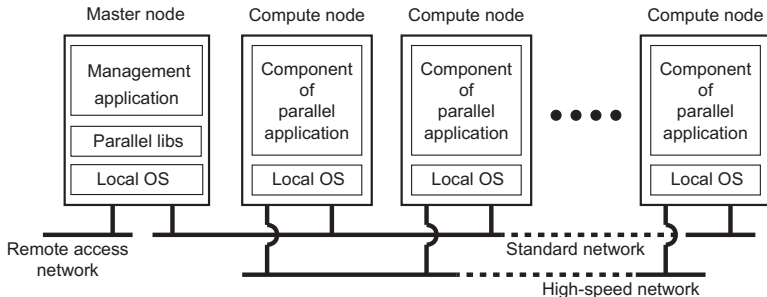 Master node
Compute node
Compute node
Compute node
Management
application
Parallel libs
Local OS
Component
of
parallel
application
Local OS
Component
of
parallel
application
Local OS
Component
of
parallel
application
Local OS
Remote access
network
Standard network
High-speed network